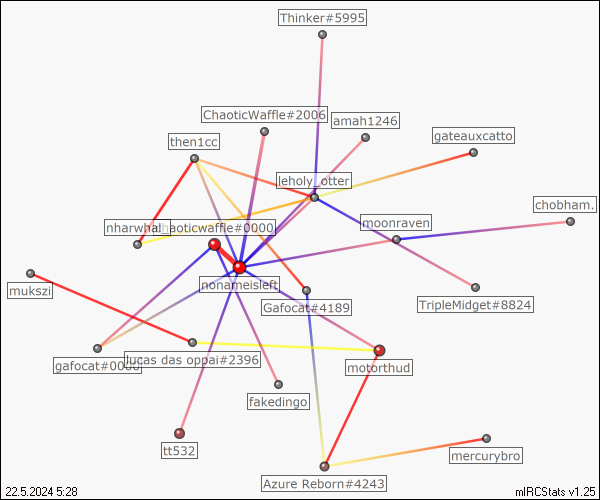 Thinker#5995
ChaoticWaffle#2006
amah1246
then1cc
gateauxcatto
leholy_otter
chobham.
nharwhal
chaoticwaffle#0000
moonraven
nonameisleft
mukszi
Gafocat#4189
TripleMidget#8824
gafocat#0000
lucas das oppai#2396
motorthud
fakedingo
tt532
mercurybro
Azure Reborn#4243
22.5.2024 5:28
mIRCStats v1.25